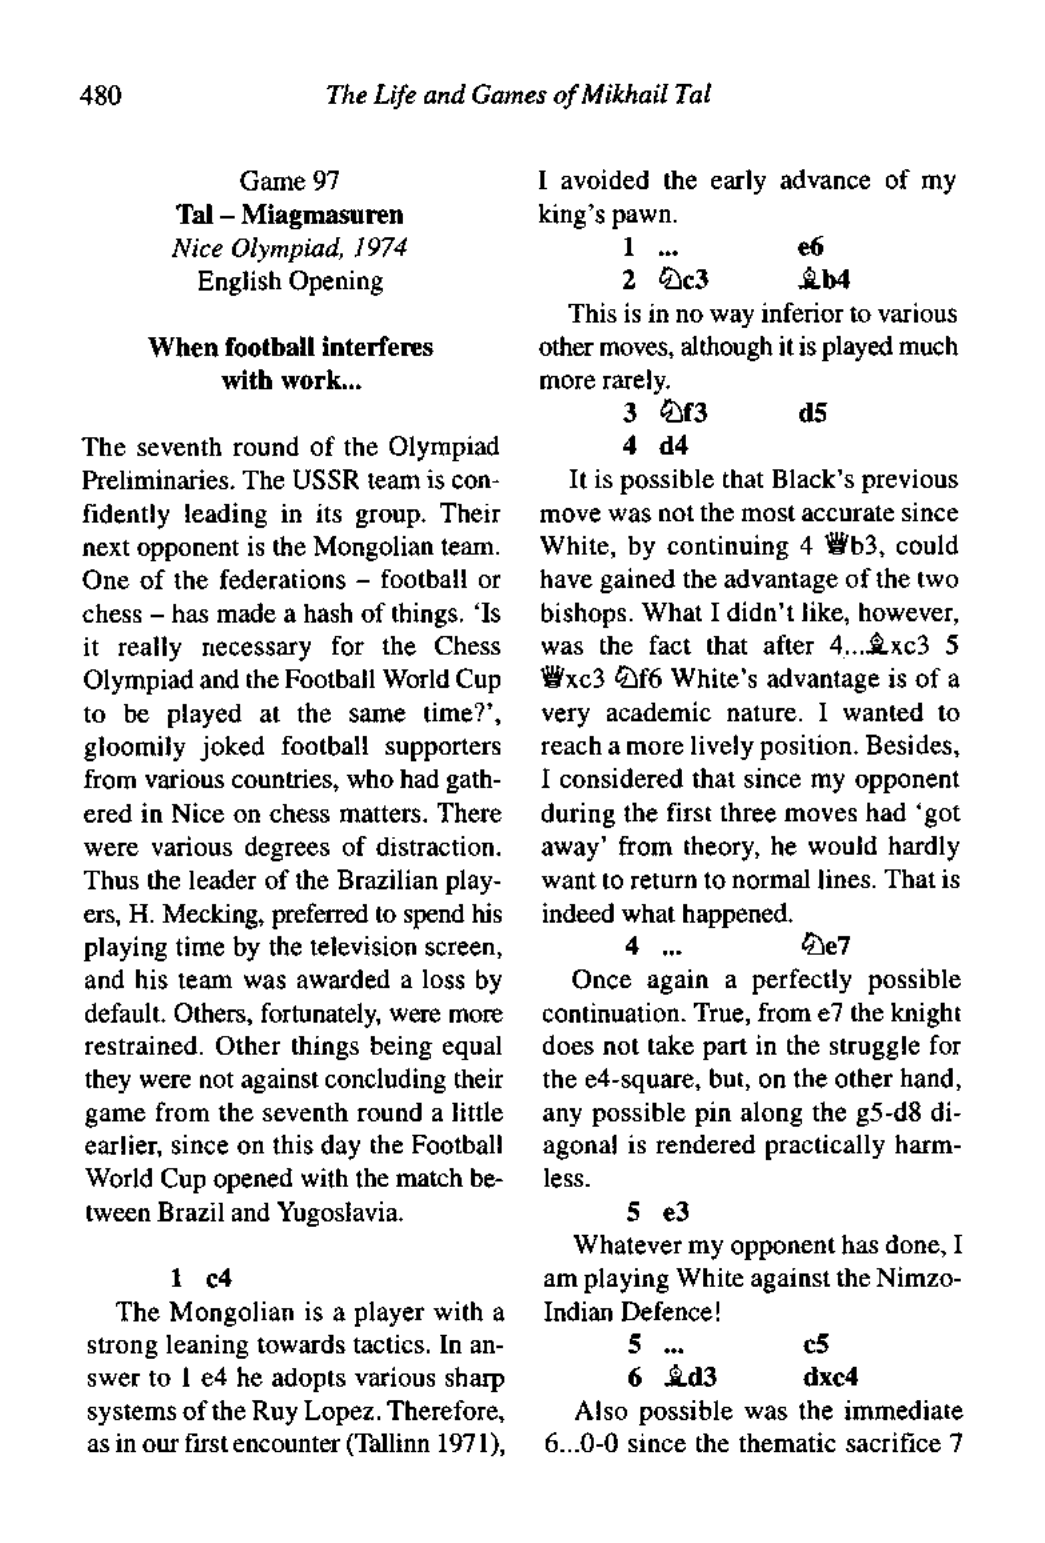 480
The Life and Games of Mikhail Tal
Game 97
Tal – Miagmasuren
Nice Olympiad, 1974
English Opening
When football interferes
with work...
The seventh round of the Olympiad
Preliminaries. The USSR team is con-
fidently leading in its group. Their
next opponent is the Mongolian team.
One of the federations – football or
chess – has made a hash of things. ‘Is
it really necessary for the Chess
Olympiad and the Football World Cup
to be played at the same time?’,
gloomily joked football supporters
from various countries, who had gath-
ered in Nice on chess matters. There
were various degrees of distraction.
Thus the leader of the Brazilian play-
ers, H. Mecking, preferred to spend his
playing time by the television screen,
and his team was awarded a loss by
default. Others, fortunately, were more
restrained. Other things being equal
they were not against concluding their
game from the seventh round a little
earlier, since on this day the Football
World Cup opened with the match be-
tween Brazil and Yugoslavia.
1 c4
The Mongolian is a player with a
strong leaning towards tactics. In an-
swer to 1 e4 he adopts various sharp
systems of the Ruy Lopez. Therefore,
as in our first encounter (Tallinn 1971),
I avoided the early advance of my
king’s pawn.
1 ... e6
2 ♘c3 ♗b4
This is in no way inferior to various
other moves, although it is played much
more rarely.
3 ♘f3 d5
4 d4
It is possible that Black’s previous
move was not the most accurate since
White, by continuing 4 ♕b3, could
have gained the advantage of the two
bishops. What I didn’t like, however,
was the fact that after 4...♗xc3 5
♕xc3 ♘f6 White’s advantage is of a
very academic nature. I wanted to
reach a more lively position. Besides,
I considered that since my opponent
during the first three moves had ‘got
away’ from theory, he would hardly
want to return to normal lines. That is
indeed what happened.
4 ... ♘e7
Once again a perfectly possible
continuation. True, from e7 the knight
does not take part in the struggle for
the e4-square, but, on the other hand,
any possible pin along the g5-d8 di-
agonal is rendered practically harm-
less.
5 e3
Whatever my opponent has done, I
am playing White against the Nimzo-
Indian Defence!
5 ... c5
6 ♗d3 dxc4
Also possible was the immediate
6...0-0 since the thematic sacrifice 7